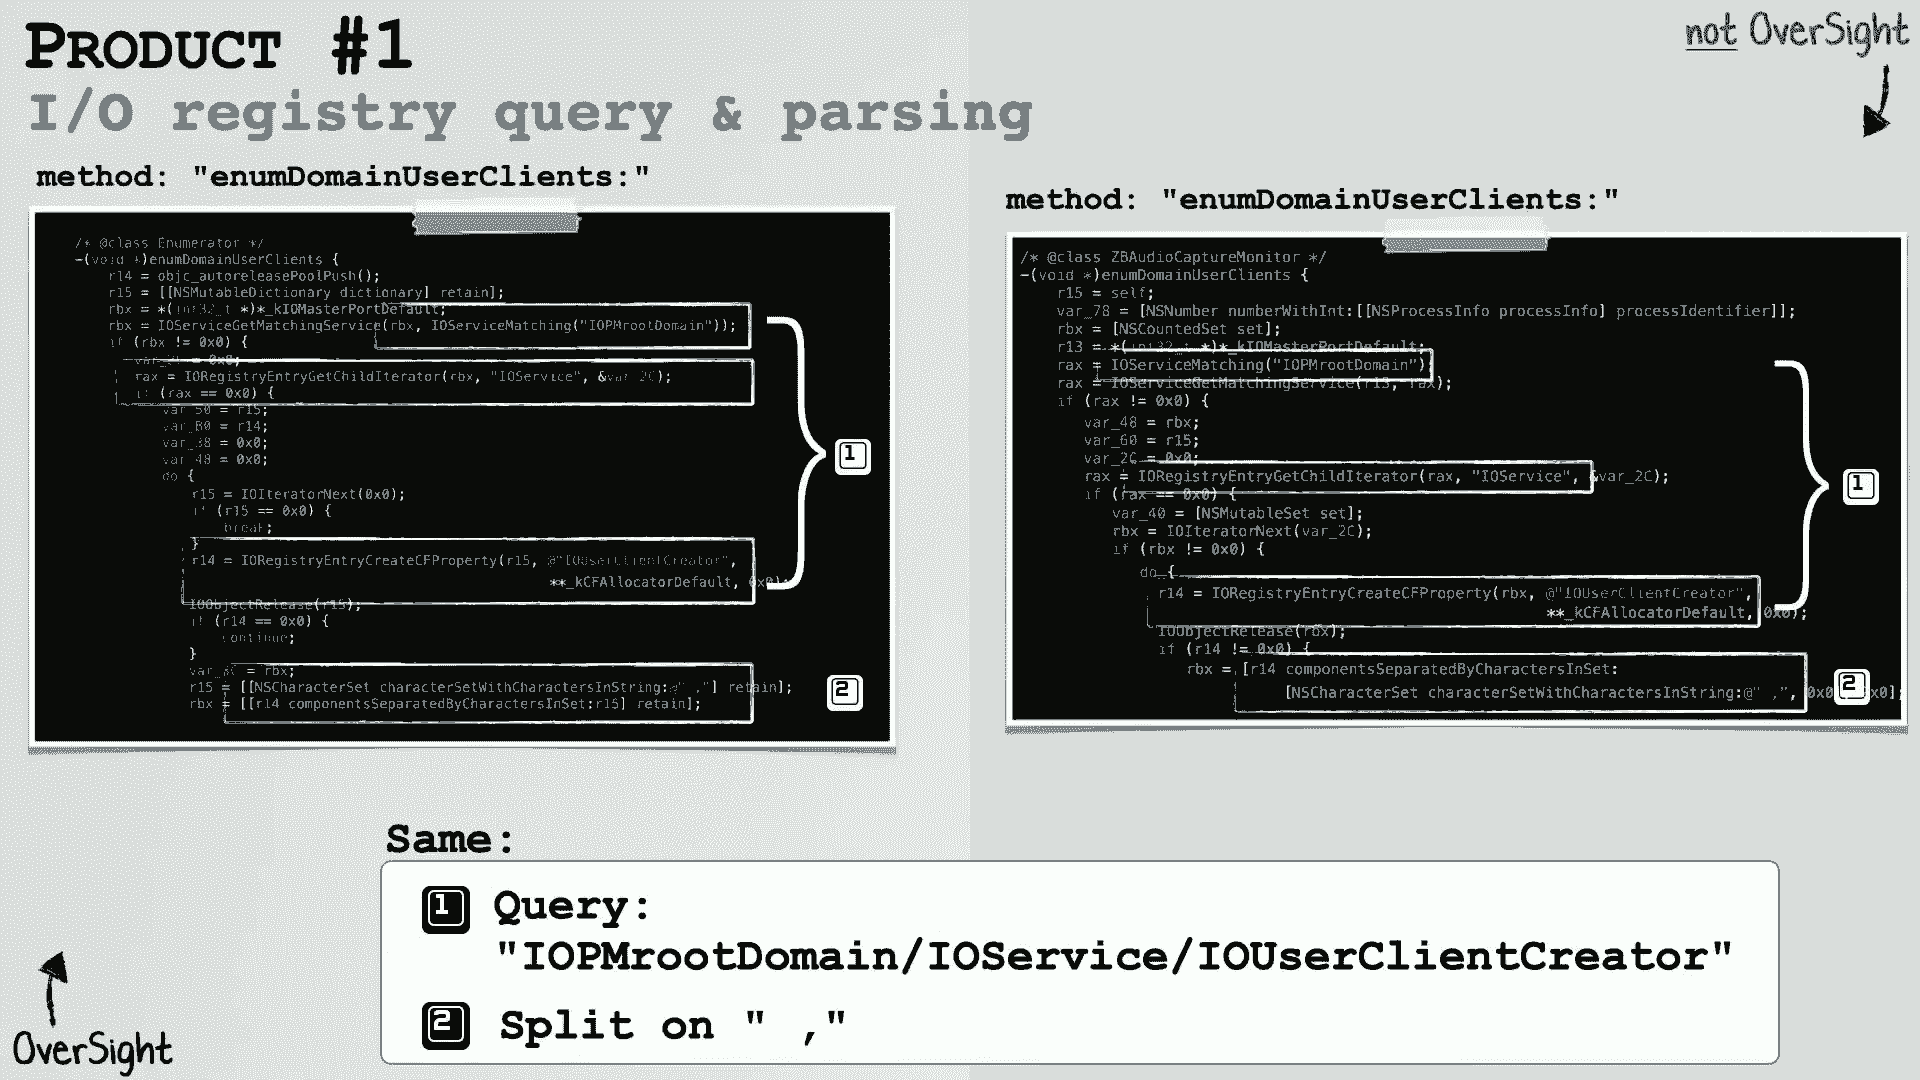 PRODUCT #1
I/O registry query & parsing
not OverSight
method: "enumDomainUserClients:"
/* @class Enumerator */
-(void *)enumDomainUserClients {
r14 = objc_autoreleasePoolPush();
r15 = [[NSMutableDictionary dictionary] retain];
rbx = *(int32_t *)*_kIOMasterPortDefault;
rbx = IOServiceGetMatchingService(rbx, IOServiceMatching("IOPMrootDomain"));
if (rbx != 0x0) {
var_2C = 0x0;
rax = IORegistryEntryGetChildIterator(rbx, "IOService", &var_2C);
if (rax == 0x0) {
var_50 = r15;
var_80 = r14;
var_38 = 0x0;
var_48 = 0x0;
do {
r15 = IOIteratorNext(0x0);
if (r15 == 0x0) {
break;
}
r14 = IORegistryEntryCreateCFProperty(r15, @"IOUserClientCreator",
**_kCFAllocatorDefault, 0x0);
IOObjectRelease(r15);
if (r14 == 0x0) {
continue;
}
= rbx;
r15 = [[NSCharacterSet characterSetWithCharactersInString:@" ,"] retain];
rbx = [[r14 componentsSeparatedByCharactersInSet:r15] retain];
1
2
method: "enumDomainUserClients:"
/* @class ZBAudioCaptureMonitor */
-(void *)enumDomainUserClients {
r15 = self;
var_78 = [NSNumber numberWithInt:[[NSProcessInfo processInfo] processIdentifier]];
rbx = [NSCountedSet set];
r13 = *(int32_t *)*_kIOMasterPortDefault;
rax = IOServiceMatching("IOPMrootDomain")
rax = IOServiceGetMatchingService(r13, rax);
if (rax != 0x0) {
var_48 = rbx;
var_60 = r15;
var_2C = 0x0;
rax = IORegistryEntryGetChildIterator(rax, "IOService", &var_2C);
if (rax == 0x0) {
var_40 = [NSMutableSet set];
rbx = IOIteratorNext(var_2C);
if (rbx != 0x0) {
do {
r14 = IORegistryEntryCreateCFProperty(rbx, @"IOUserClientCreator",
**_kCFAllocatorDefault, 0x0);
IOObjectRelease(rbx);
if (r14 != 0x0) {
rbx = [r14 componentsSeparatedByCharactersInSet:
[NSCharacterSet characterSetWithCharactersInString:@" ,",
1
2
Same:
1 Query:
"IOPMrootDomain/IOService/IOUserClientCreator"
2 Split on " ,"
OverSight